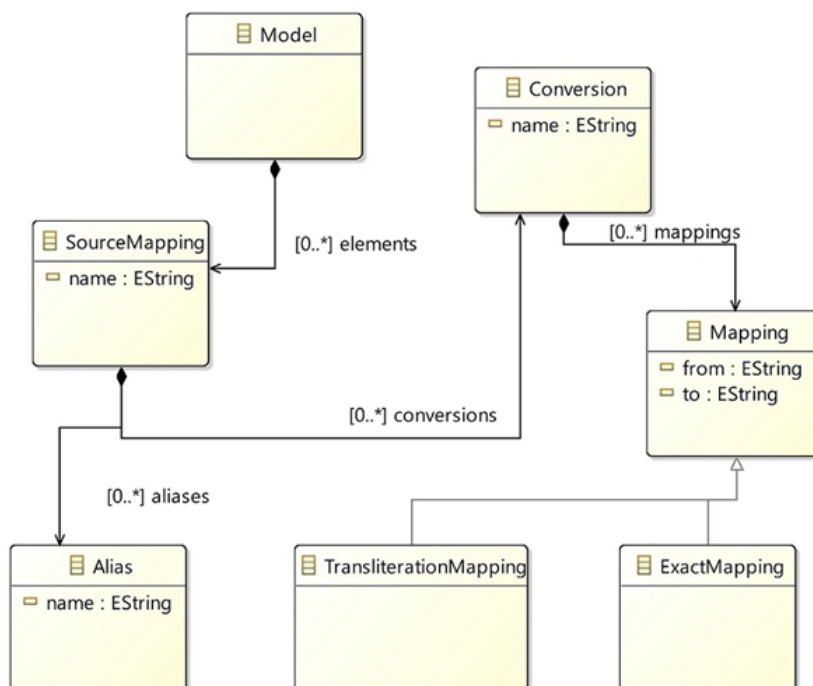 Model
Conversion
name : EString
[0..*] mappings
[0..*] elements
SourceMapping
name : EString
Mapping
from : EString
to : EString
[0..*] conversions
[0..*] aliases
Alias
name : EString
TransliterationMapping
ExactMapping